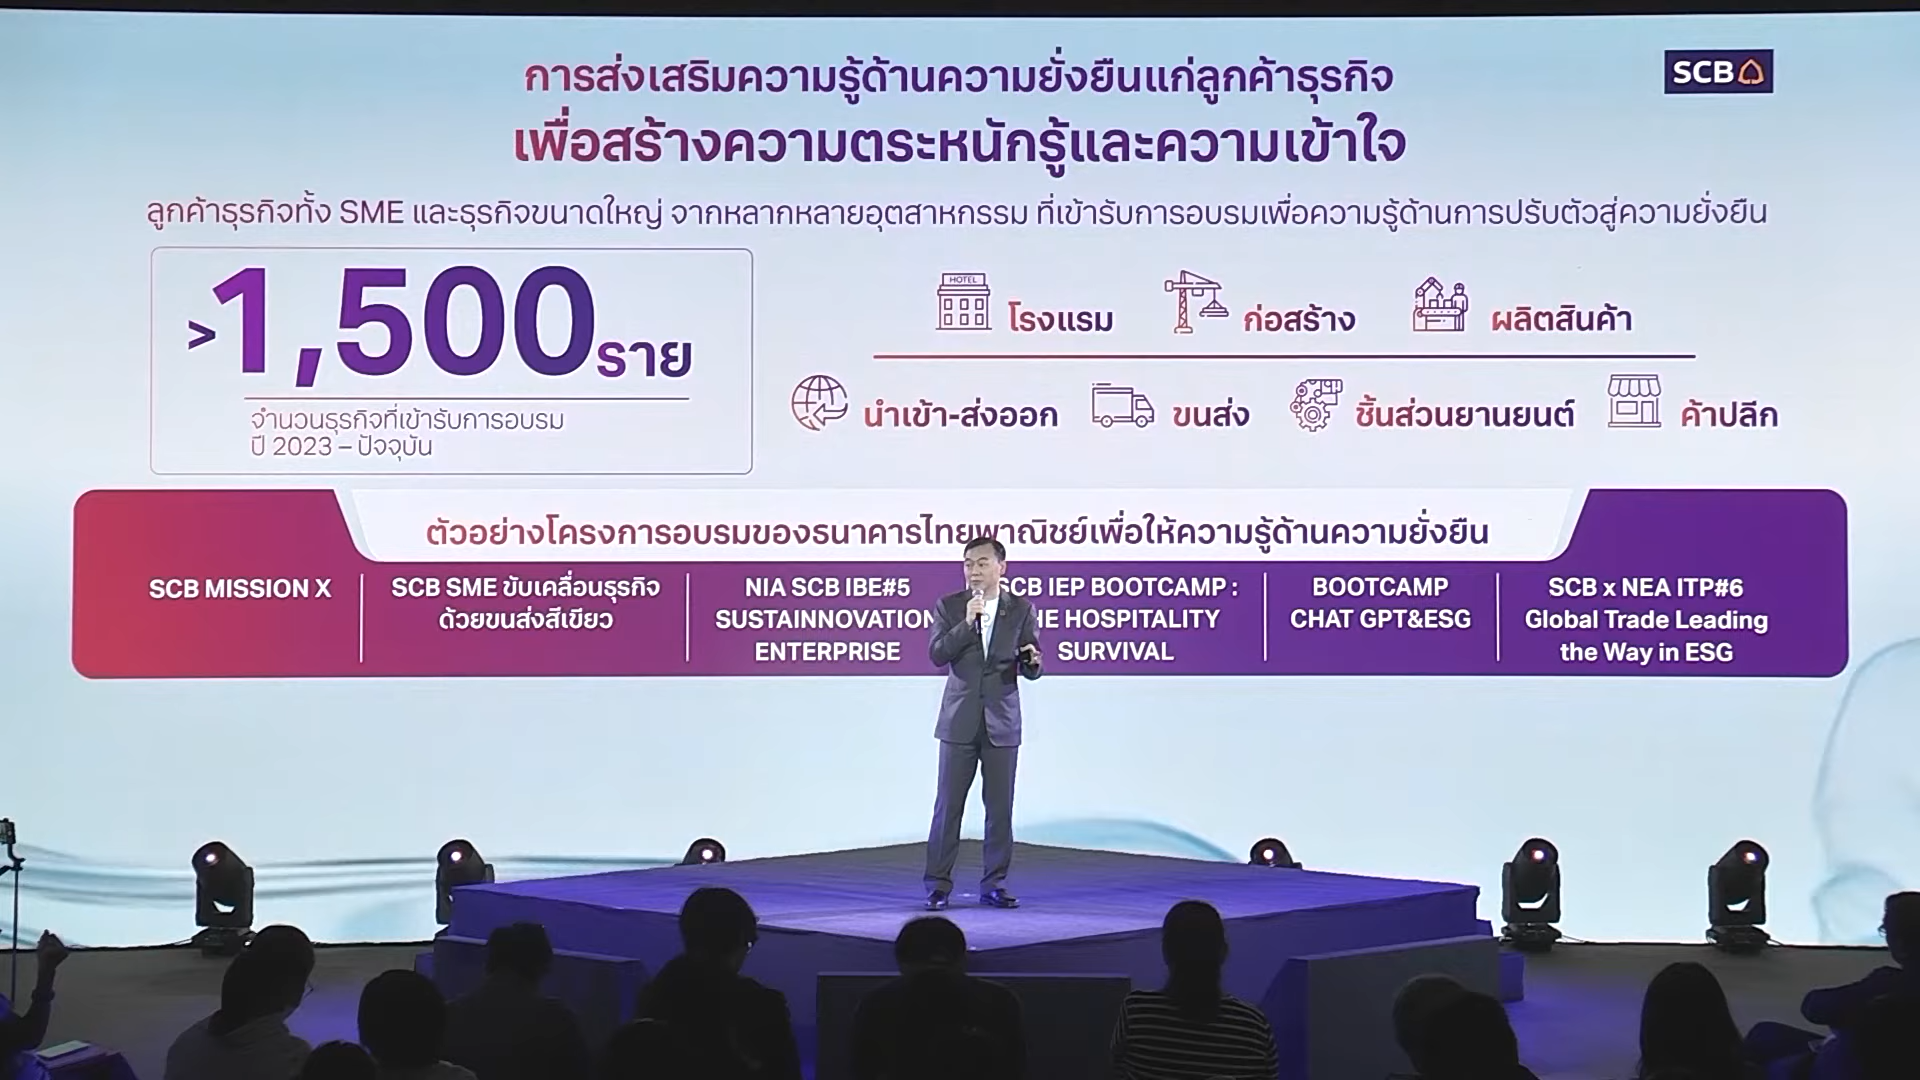 การส่งเสริมความรู้ด้านความยั่งยืนแก่ลูกค้าธุรกิจ
SCB
เพื่อสร้างความตระหนักรู้และความเข้าใจ
ลูกค้าธุรกิจทั้ง SME และธุรกิจขนาดใหญ่ จากหลากหลายอุตสาหกรรม ที่เข้ารับการอบรมเพื่อความรู้ด้านการปรับตัวสู่ความยั่งยืน
>1,500ราย
จำนวนธุรกิจที่เข้ารับการอบรม
ปี 2023 – ปัจจุบัน
HOTEL
โรงแรม
ก่อสร้าง
ผลิตสินค้า
นำเข้า-ส่งออก
ขนส่ง
ชิ้นส่วนยานยนต์
ค้าปลีก
ตัวอย่างโครงการอบรมของธนาคารไทยพาณิชย์เพื่อให้ความรู้ด้านความยั่งยืน
SCB MISSION X
SCB SME ขับเคลื่อนธุรกิจ
ด้วยขนส่งสีเขียว
NIA SCB IBE#5
SUSTAINNOVATION
ENTERPRISE
SCB IEP BOOTCAMP :
HOSPITALITY
SURVIVAL
BOOTCAMP
CHAT GPT&ESG
SCB x NEA ITP#6
Global Trade Leading
the Way in ESG